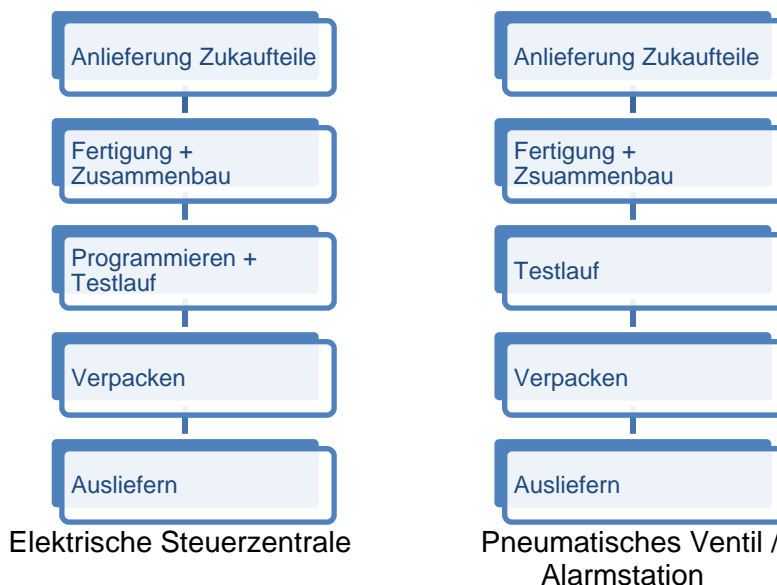 Anlieferung Zukaufteile
Fertigung +
Zusammenbau
Programmieren +
Testlauf
Verpacken
Ausliefern
Elektrische Steuerzentrale
Anlieferung Zukaufteile
Fertigung +
Zsuammenbau
Testlauf
Verpacken
Ausliefern
Pneumatisches Ventil /
Alarmstation